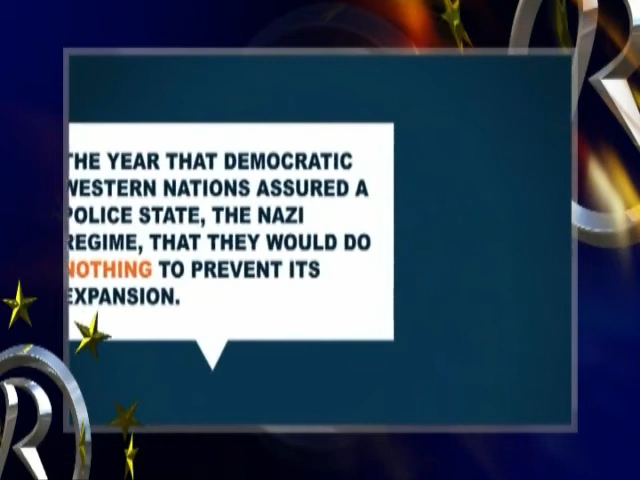 THE YEAR THAT DEMOCRATIC
WESTERN NATIONS ASSURED A
POLICE STATE, THE NAZI
REGIME, THAT THEY WOULD DO
NOTHING TO PREVENT ITS
EXPANSION.
R
R